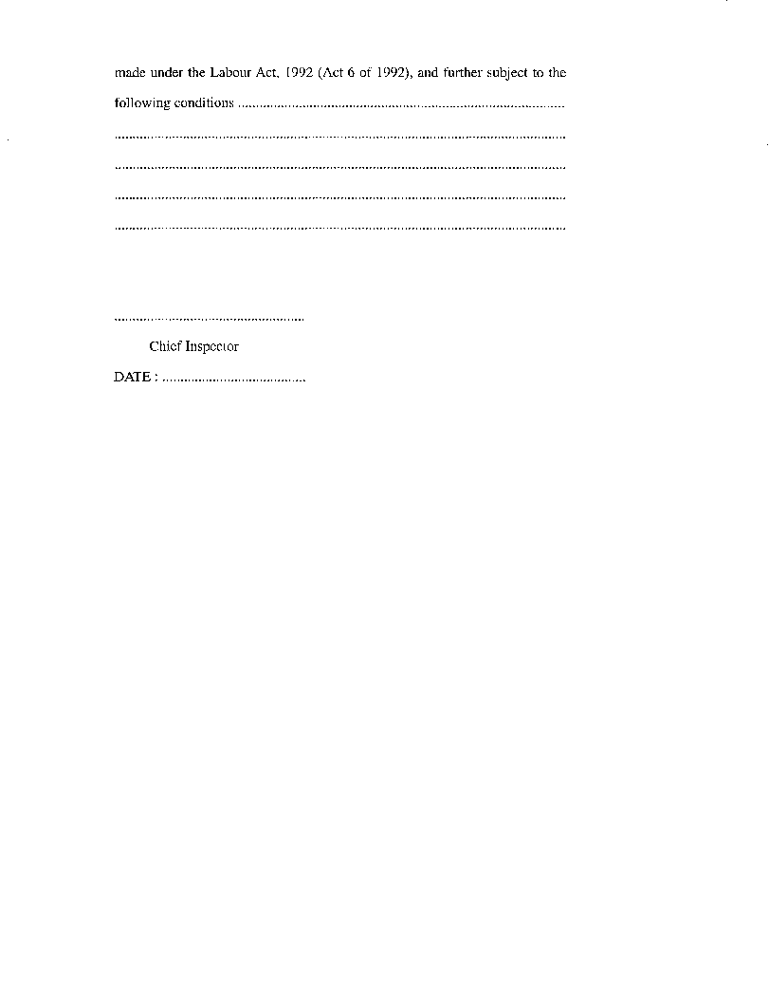 made under the Labour Act, 1992 (Act 6 of 1992), and further subject to the
following conditions ...........................................................................................
..............................................................................................................................
..............................................................................................................................
..............................................................................................................................
..............................................................................................................................
.....................................................
Chief Inspector
DATE : ........................................